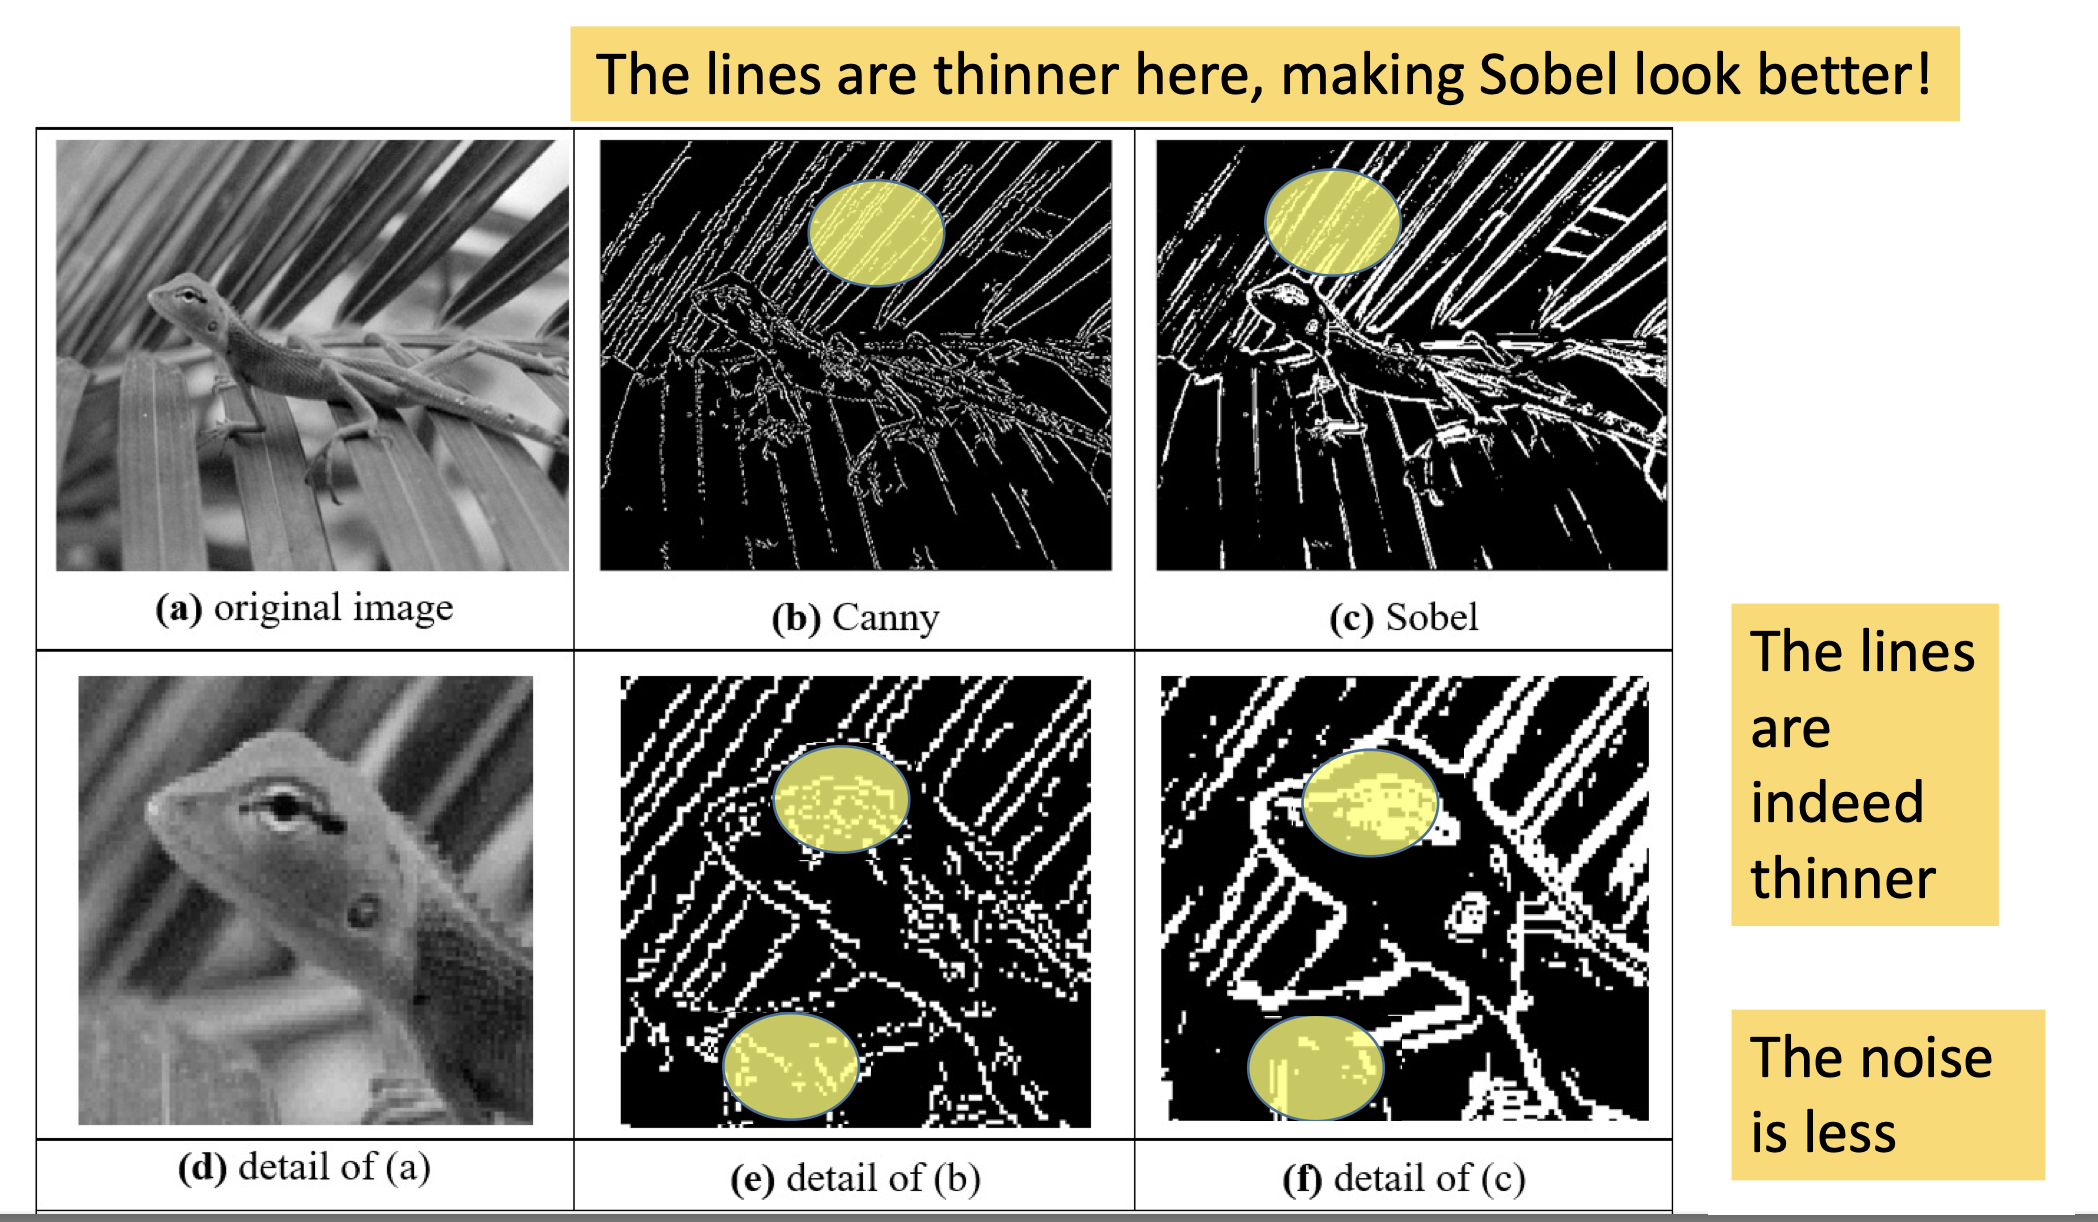 The lines are thinner here, making Sobel look better!
(a) original image
(b) Canny
(c) Sobel
The lines
are
indeed
thinner
The noise
is less
(d) detail of (a)
(e) detail of (b)
(f) detail of (c)